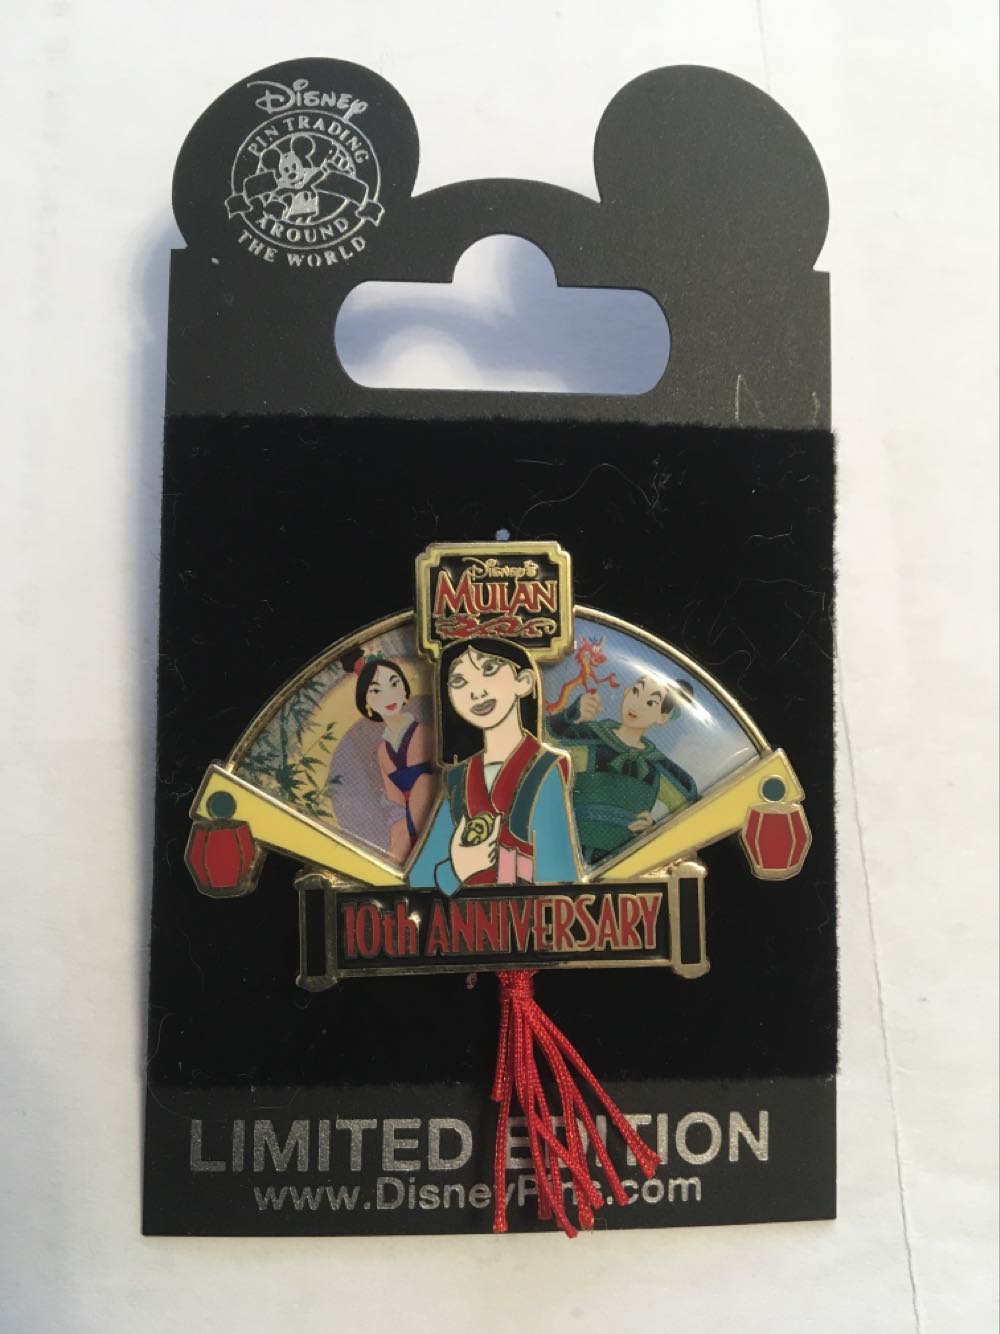 Disney
PIN TRADING
AROUND
THE WORLD
Disney's
MULAN
10th ANNIVERSARY
LIMITED EDITION
www.DisneyPins.com